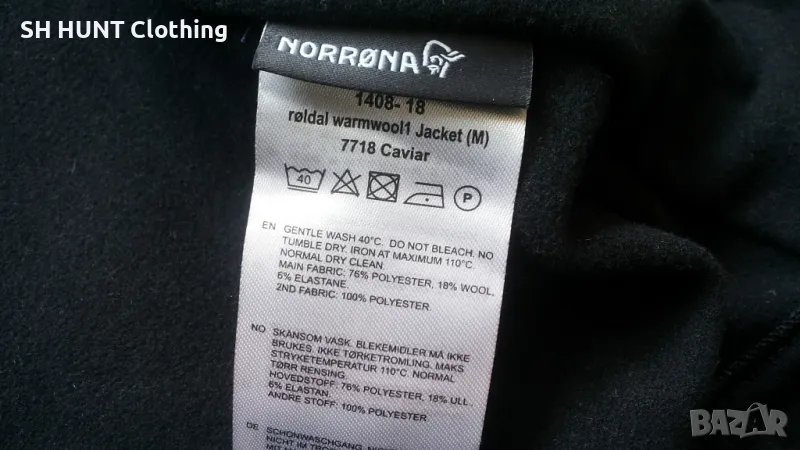 SH HUNT Clothing
NORRØNA
1408- 18
røldal warmwool1 Jacket (M)
7718 Caviar
40
P
EN GENTLE WASH 40°C. DO NOT BLEACH. NO
TUMBLE DRY. IRON AT MAXIMUM 110°C.
NORMAL DRY CLEAN.
MAIN FABRIC: 76% POLYESTER, 18% WOOL,
6% ELASTANE.
2ND FABRIC: 100% POLYESTER.
NO SKÅNSOM VASK. BLEKEMIDLER MÅ IKKE
BRUKES. IKKE TØRKETROMLING. MAKS
STRYKETEMPERATUR 110°C. NORMAL
TØRR RENSING.
HOVEDSTOFF: 76% POLYESTER, 18% ULL.
6% ELASTAN.
ANDRE STOFF: 100% POLYESTER
DE SCHONWASCHGANG.
NICHT IM
BAZAR